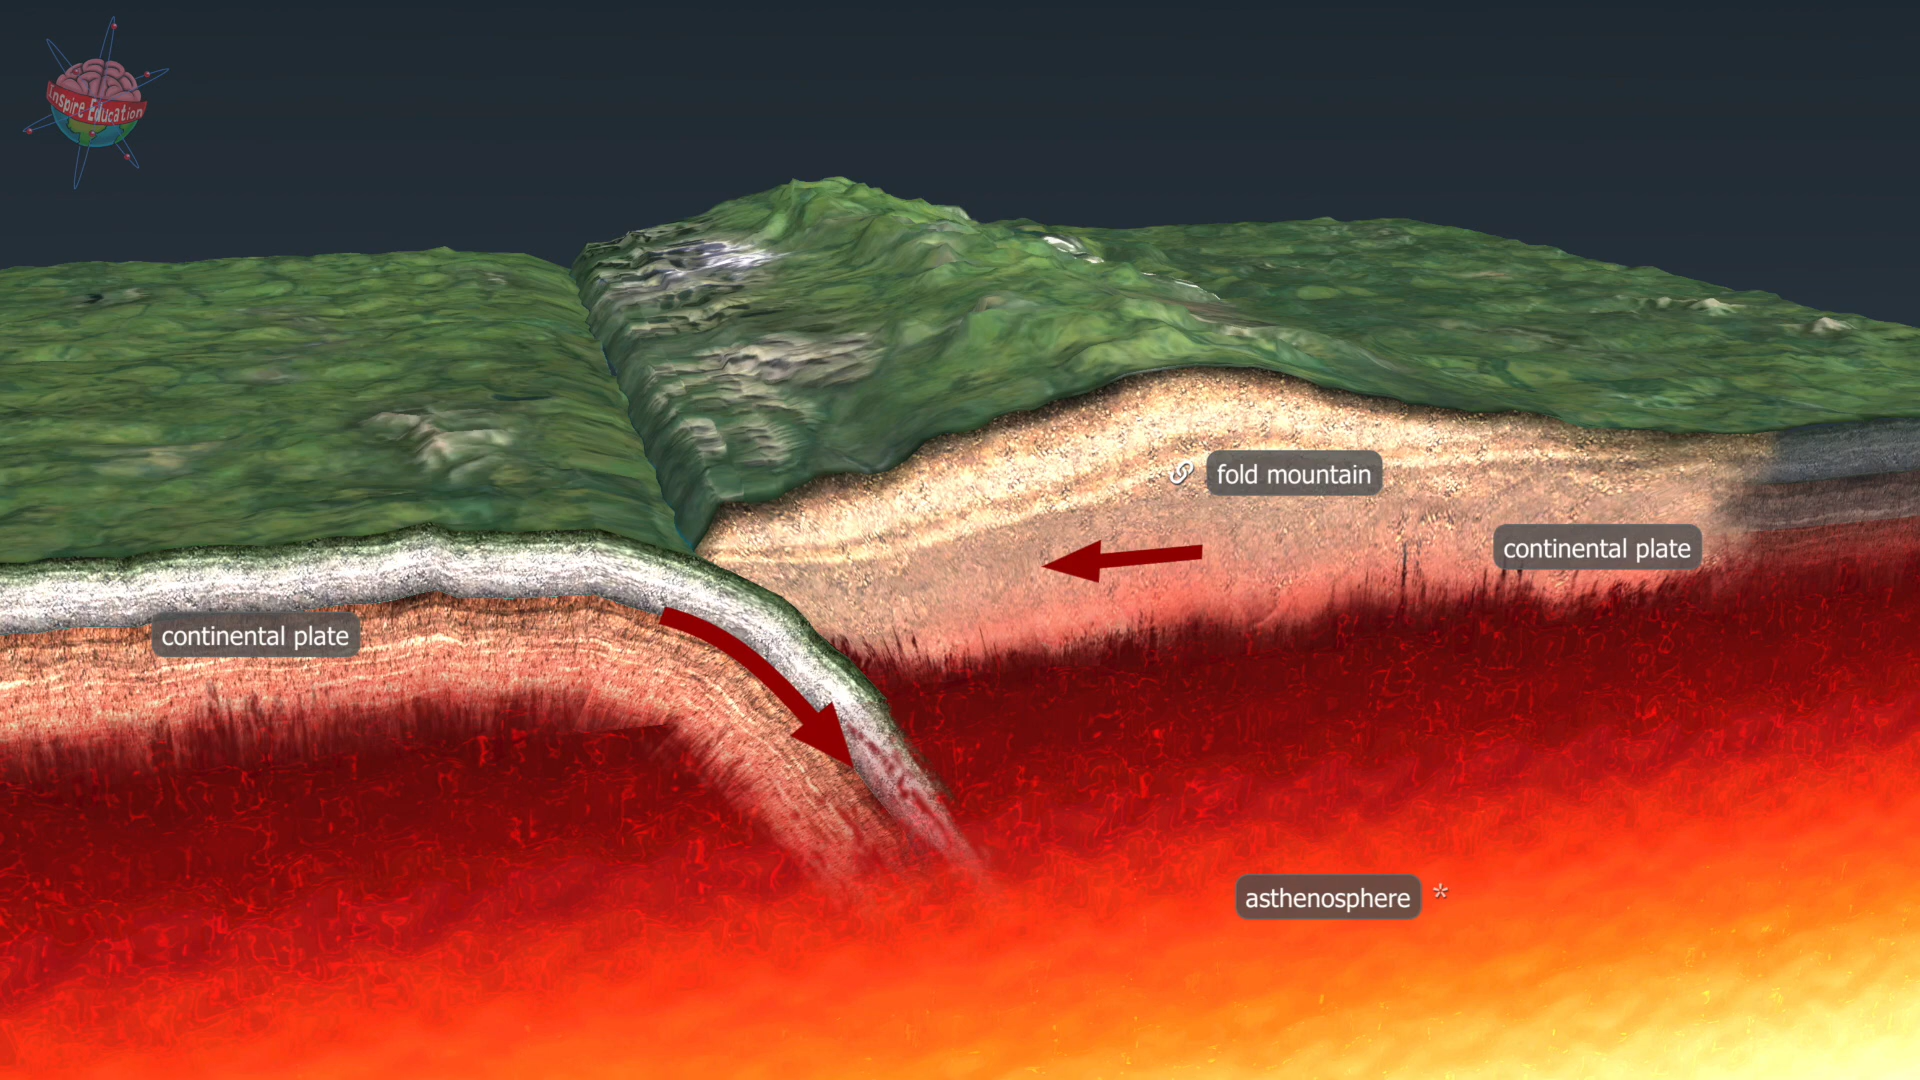 Inspire Education
fold mountain
continental plate
continental plate
asthenosphere *